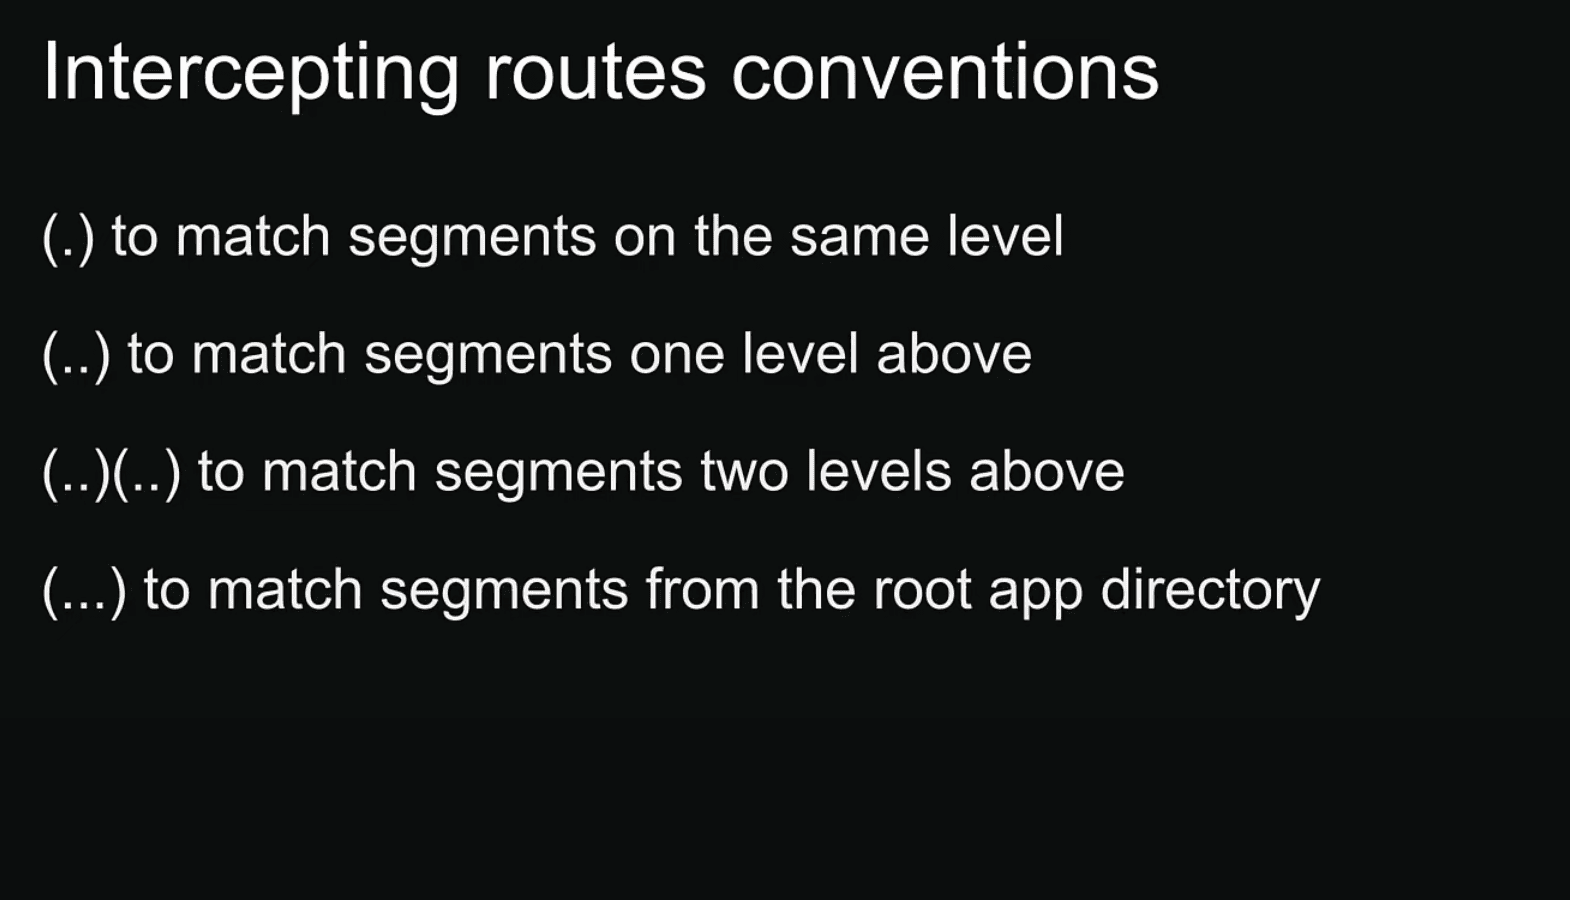 Intercepting routes conventions
(.) to match segments on the same level
(..) to match segments one level above
(..)(..) to match segments two levels above
(...) to match segments from the root app directory